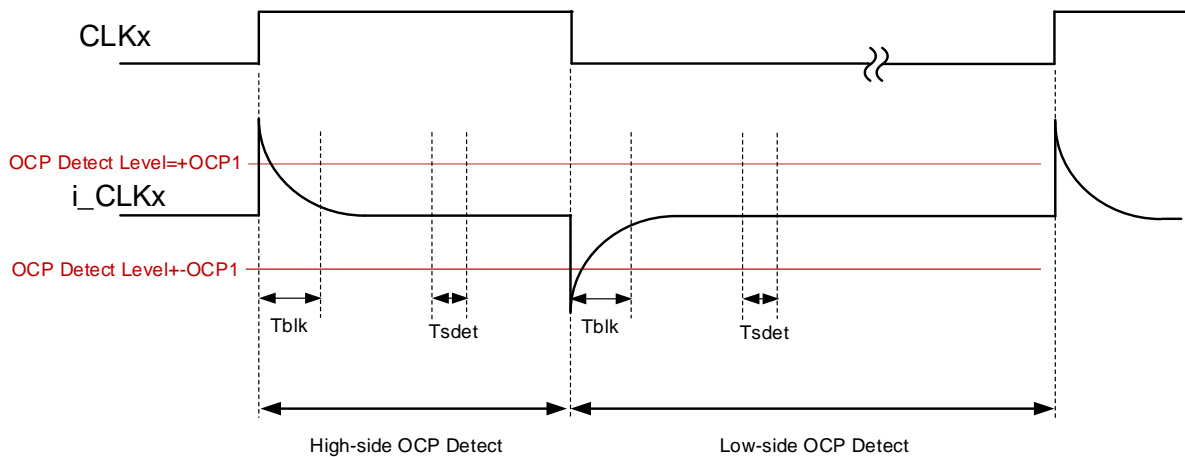 CLKx
OCP Detect Level=+OCP1
i_CLKx
OCP Detect Level+-OCP1
Tblk
Tsdet
Tblk
Tsdet
High-side OCP Detect
Low-side OCP Detect